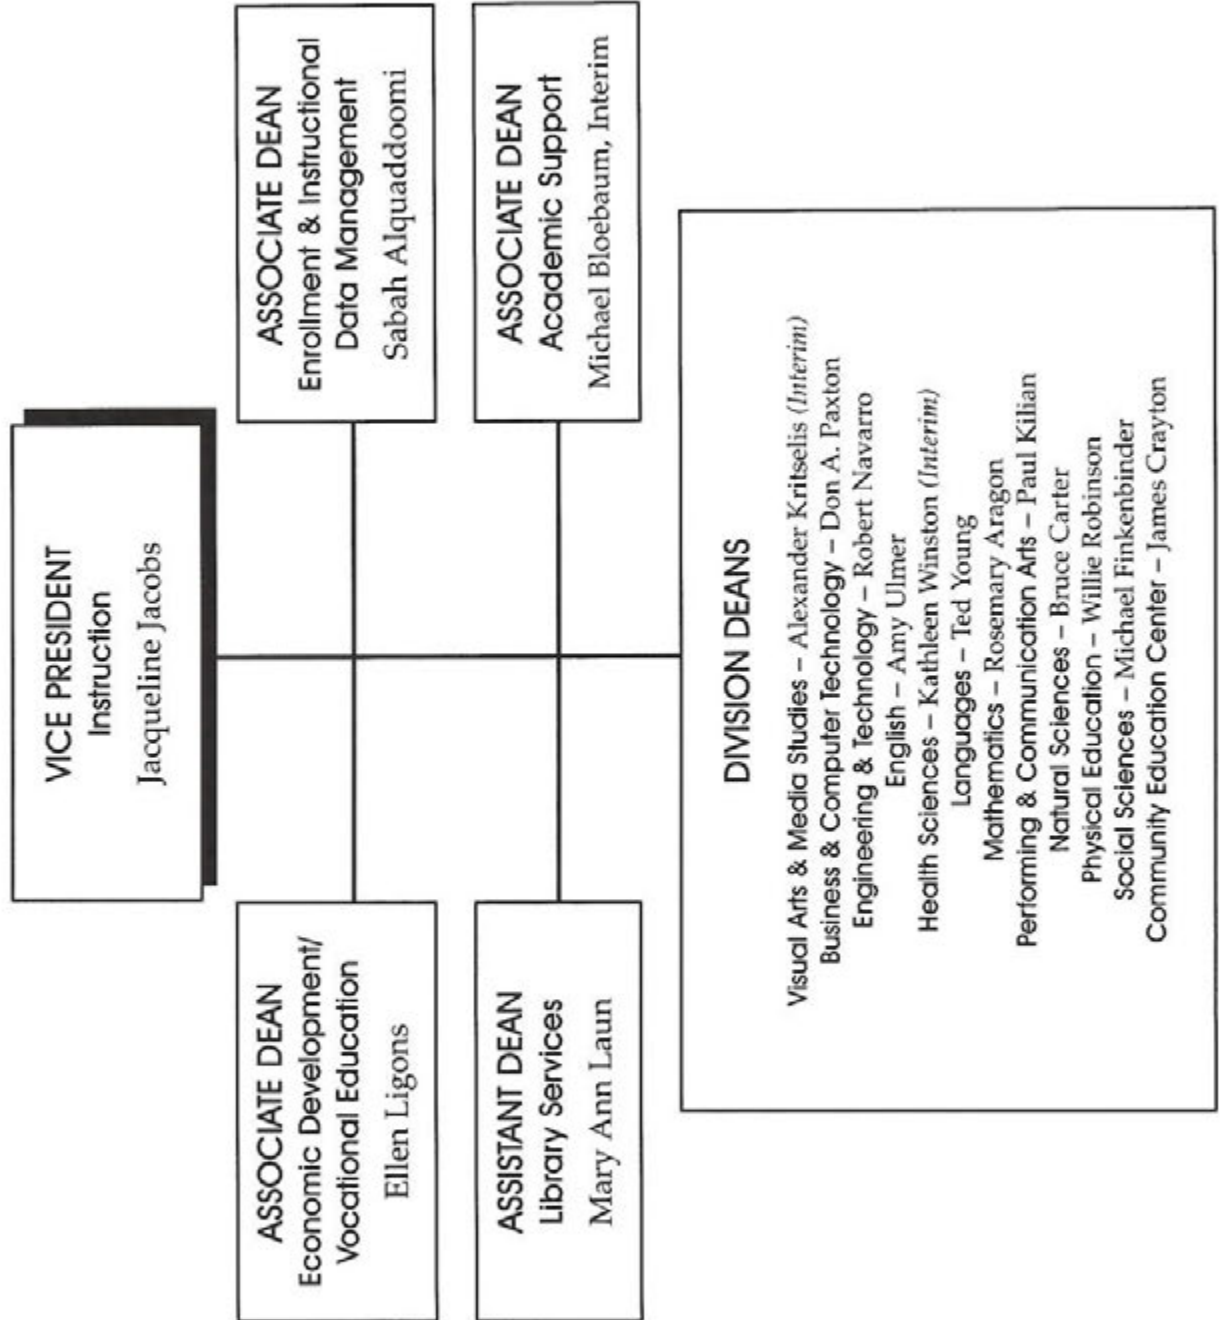 VICE PRESIDENT
Instruction
Jacqueline Jacobs
ASSOCIATE DEAN
Economic Development/
Vocational Education
Ellen Ligons
ASSOCIATE DEAN
Enrollment & Instructional
Data Management
Sabah Alquaddoomi
ASSISTANT DEAN
Library Services
Mary Ann Laun
ASSOCIATE DEAN
Academic Support
Michael Bloebaum, Interim
DIVISION DEANS
Visual Arts & Media Studies – Alexander Kritselis (Interim)
Business & Computer Technology – Don A. Paxton
Engineering & Technology – Robert Navarro
English – Amy Ulmer
Health Sciences – Kathleen Winston (Interim)
Languages – Ted Young
Mathematics – Rosemary Aragon
Performing & Communication Arts – Paul Kilian
Natural Sciences – Bruce Carter
Physical Education – Willie Robinson
Social Sciences – Michael Finkenbinder
Community Education Center – James Crayton